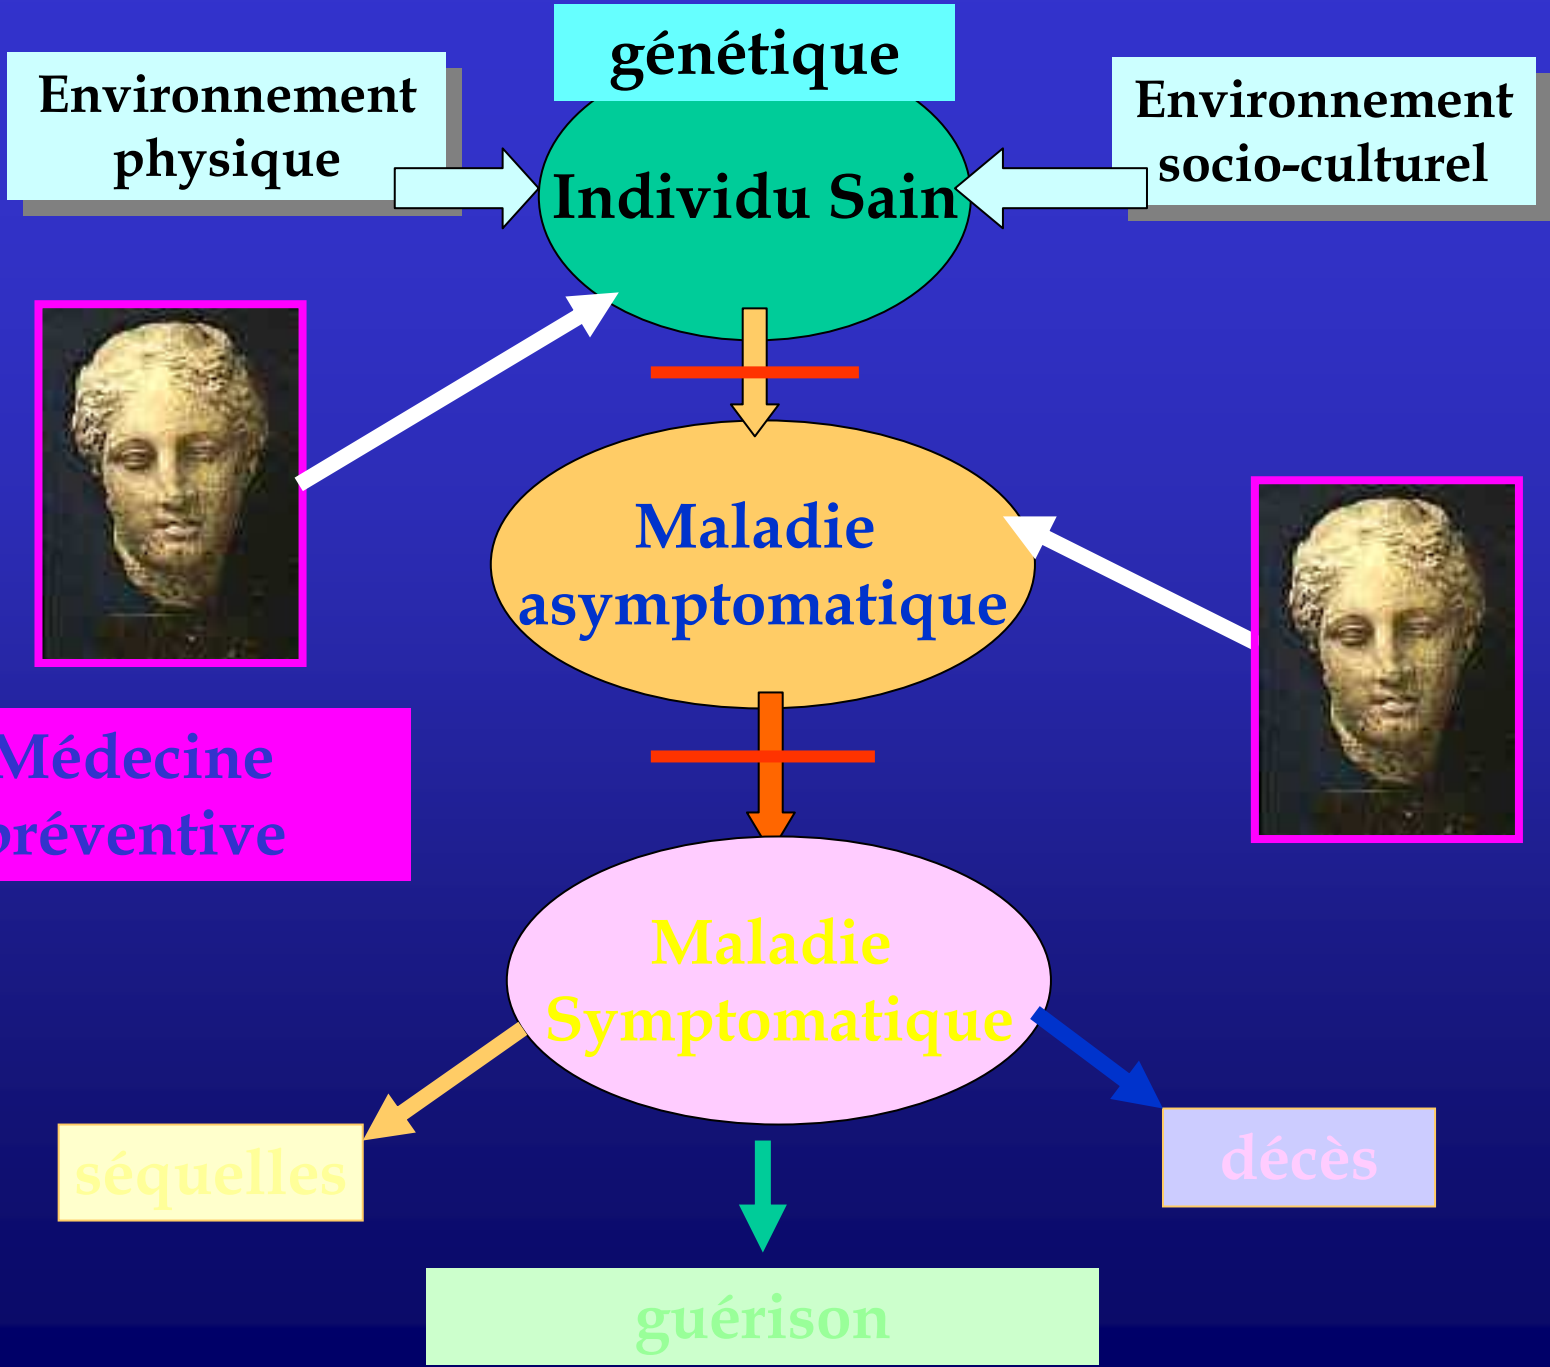 génétique
Environnement
physique
Environnement
socio-culturel
Individu Sain
Maladie
asymptomatique
Médecine
préventive
Maladie
Symptomatique
séquelles
décès
guérison